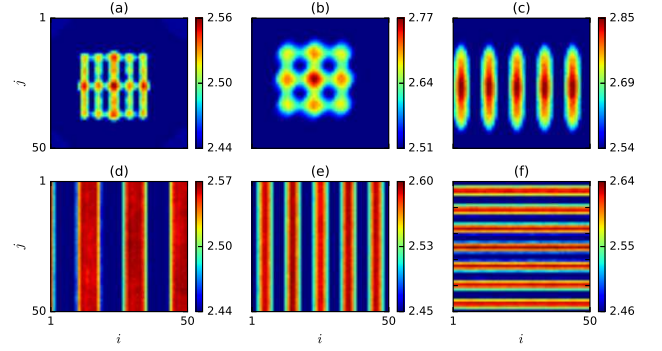 (a) (b) (c)
1 2.56 2.77 2.85
j 2.50 2.64 2.69
50 2.44 2.51 2.54
(d) (e) (f)
1 2.57 2.60 2.64
j 2.50 2.53 2.55
50 2.44 2.45 2.46
1 50 1 50 1 50
i i i